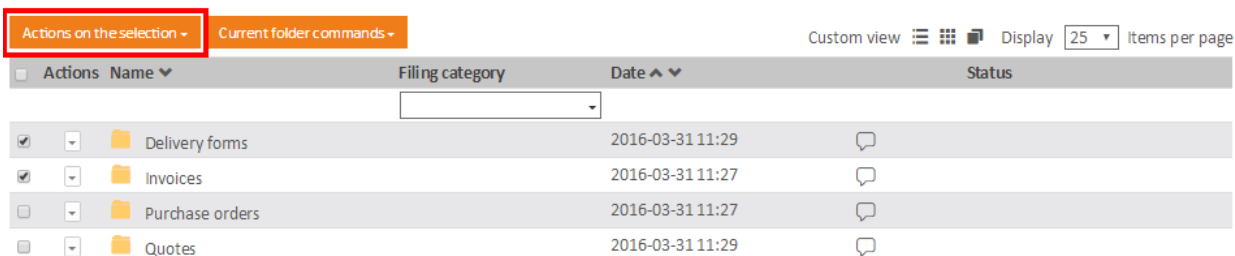 Actions on the selection Current folder commands Custom view Display 25 Items per page
Actions Name Filing category Date Status
Delivery forms 2016-03-31 11:29
Invoices 2016-03-31 11:27
Purchase orders 2016-03-31 11:27
Quotes 2016-03-31 11:29